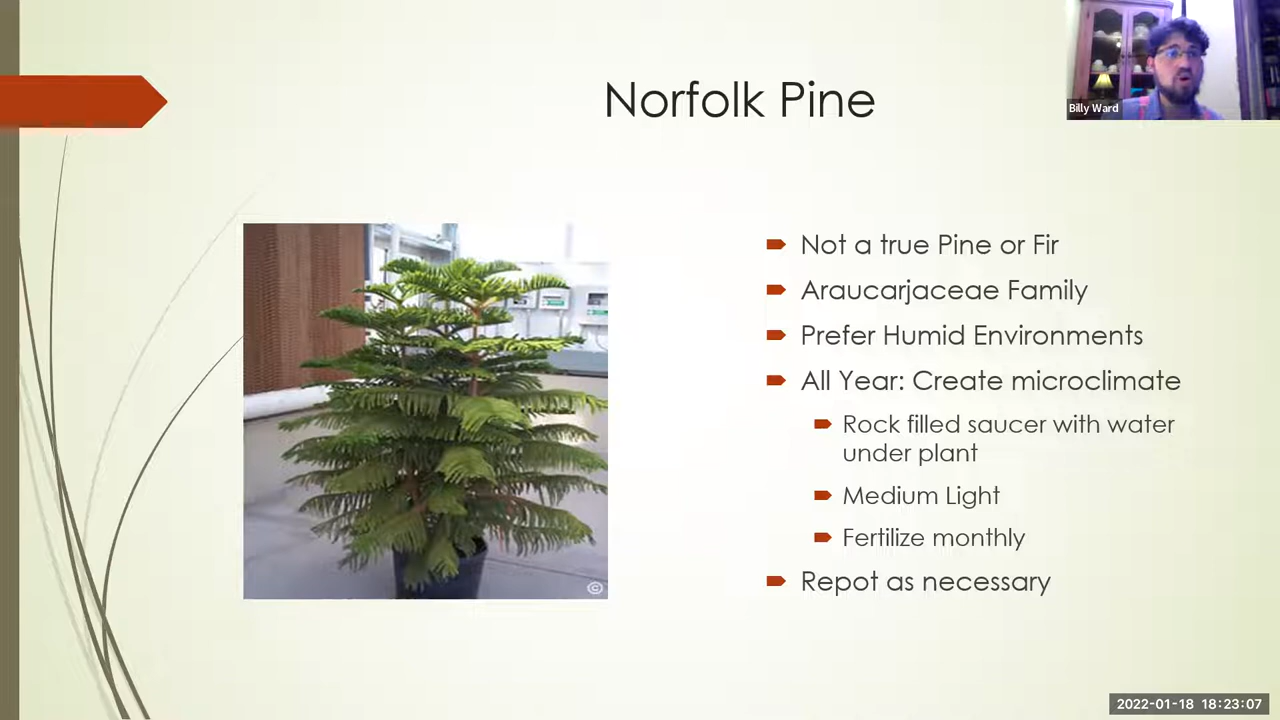 Norfolk Pine
Billy Ward
Not a true Pine or Fir
Araucarjaceae Family
Prefer Humid Environments
All Year: Create microclimate
Rock filled saucer with water
under plant
Medium Light
Fertilize monthly
Repot as necessary
©
2022-01-18 18:23:07